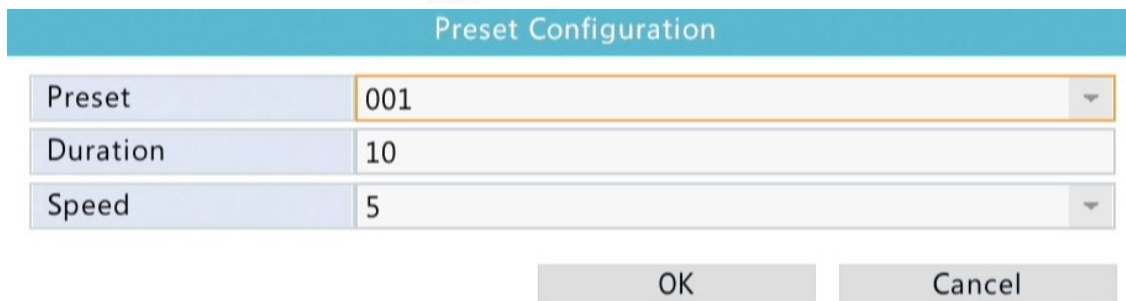 Preset Configuration
Preset 001
Duration 10
Speed 5
OK Cancel